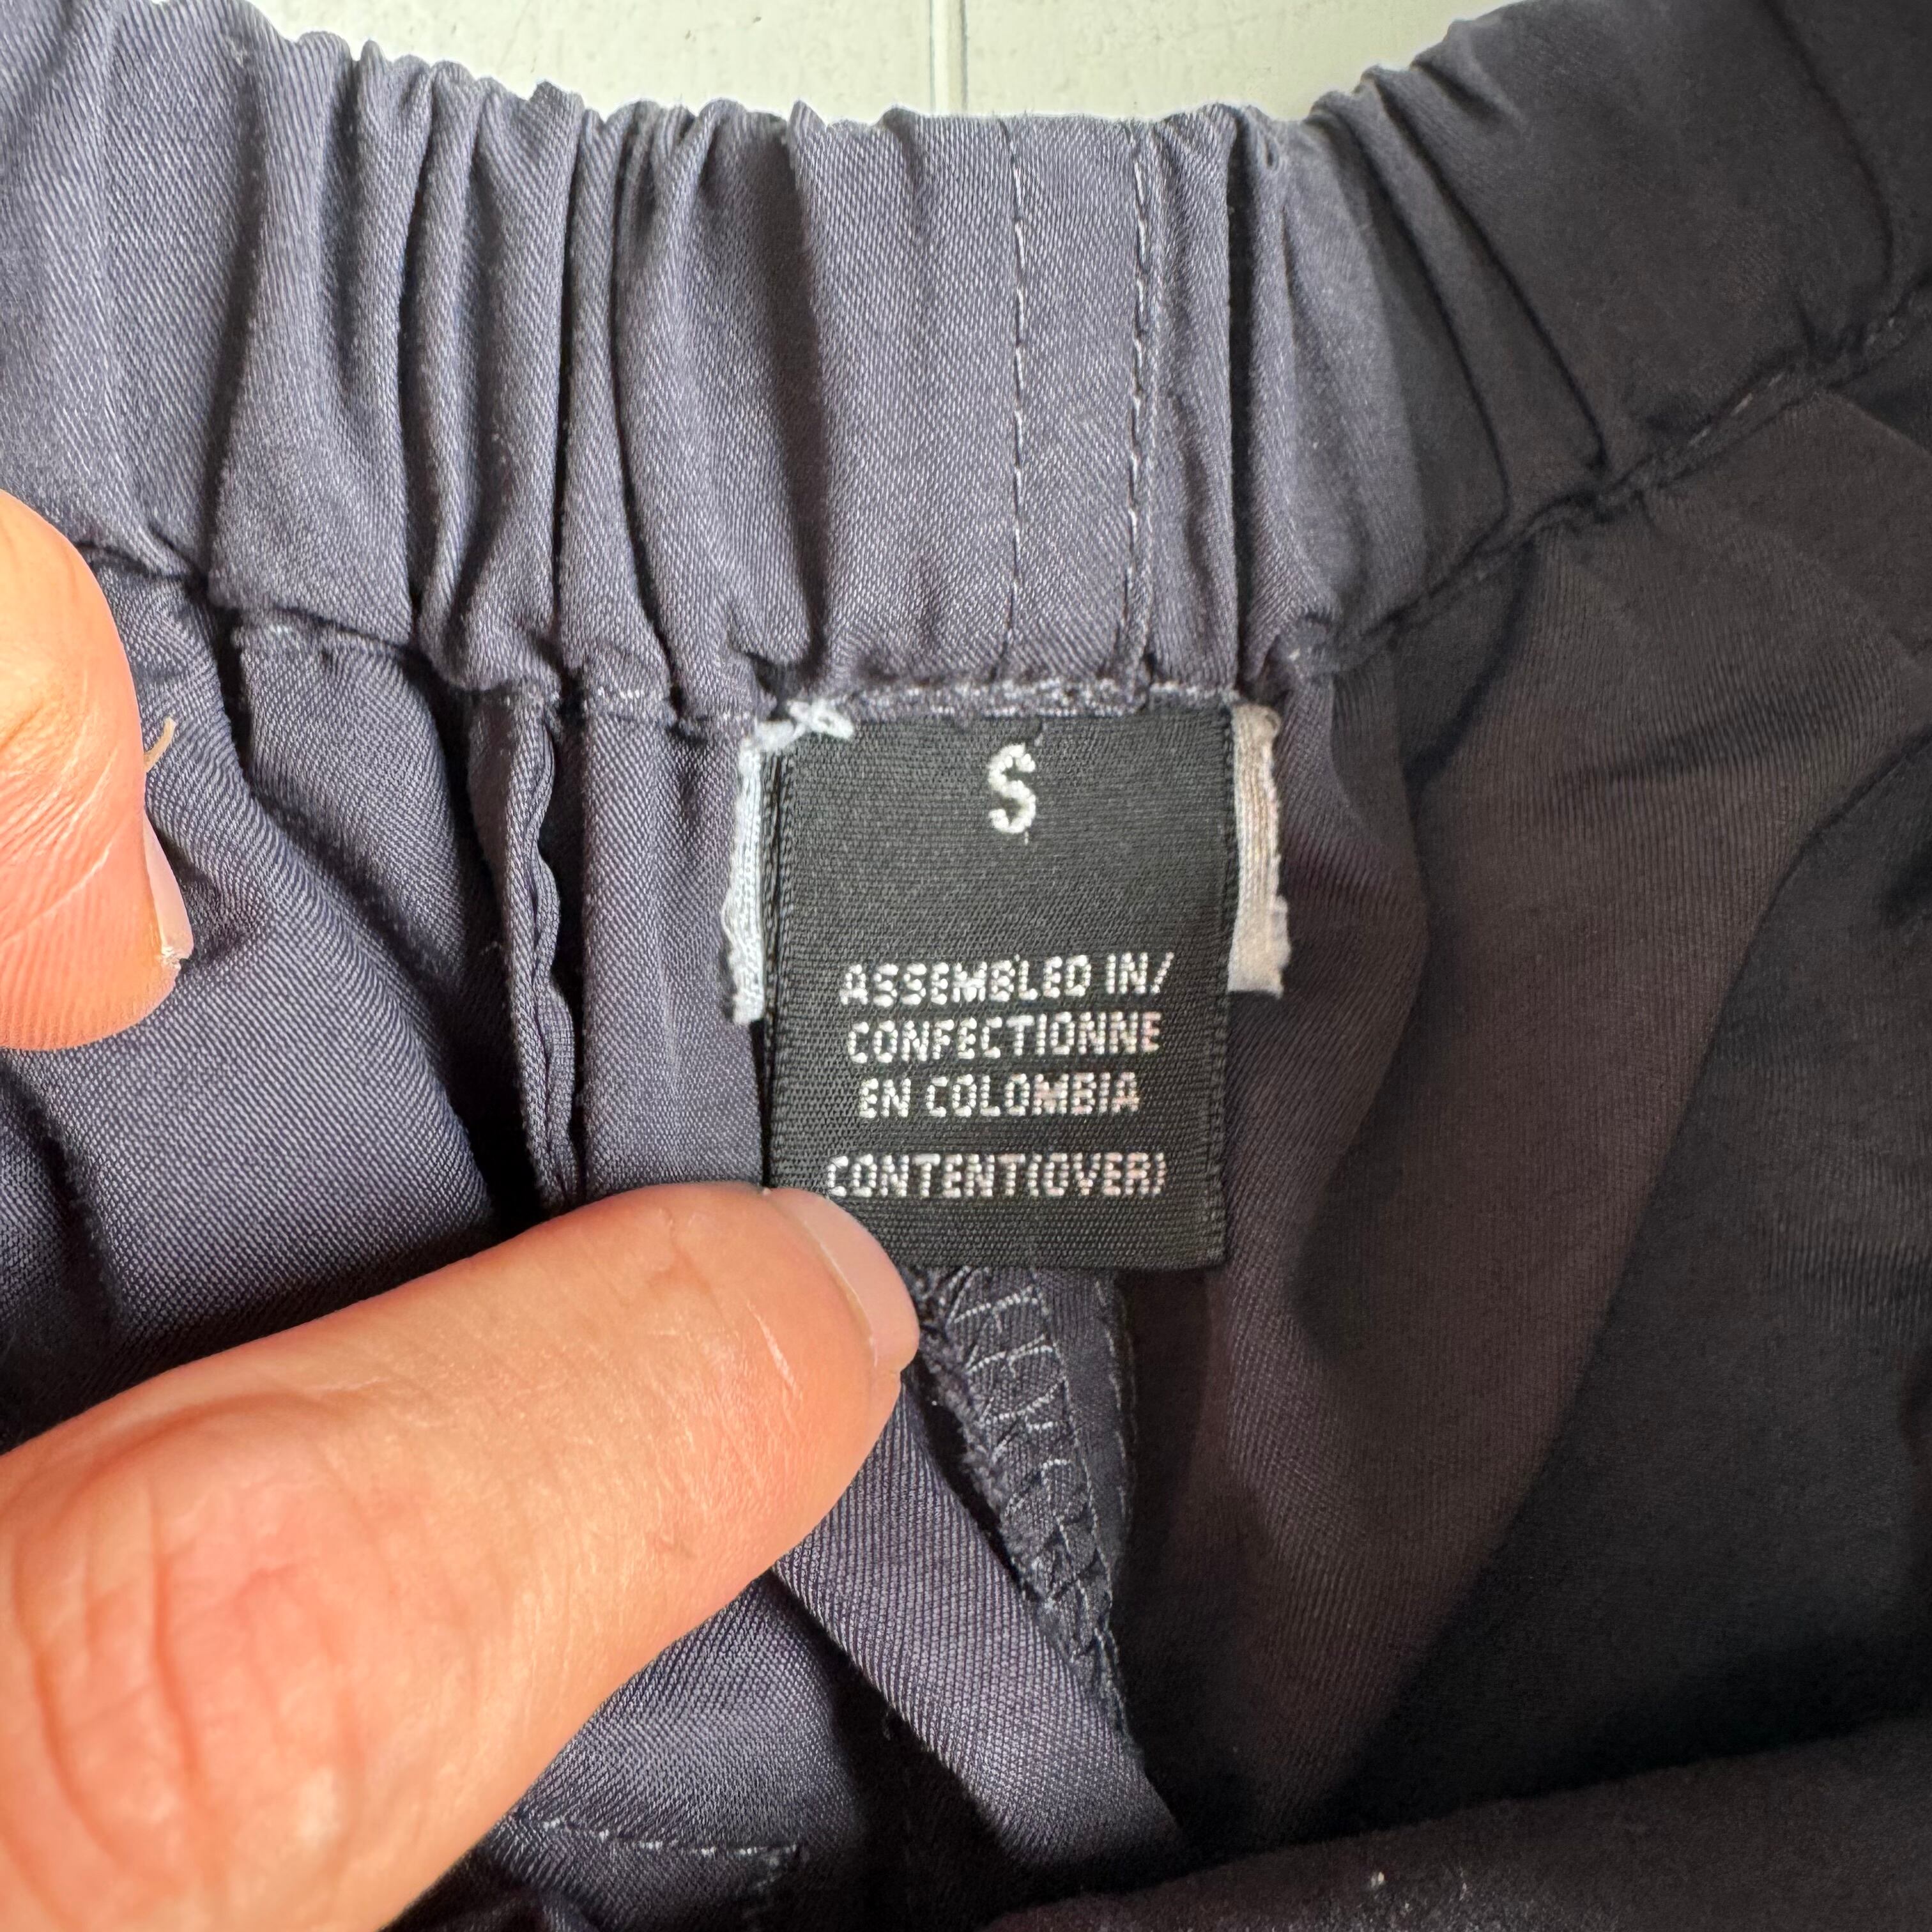 S
ASSEMBLED IN/
CONFECTIONNE
EN COLOMBIA
CONTENT(OVER)